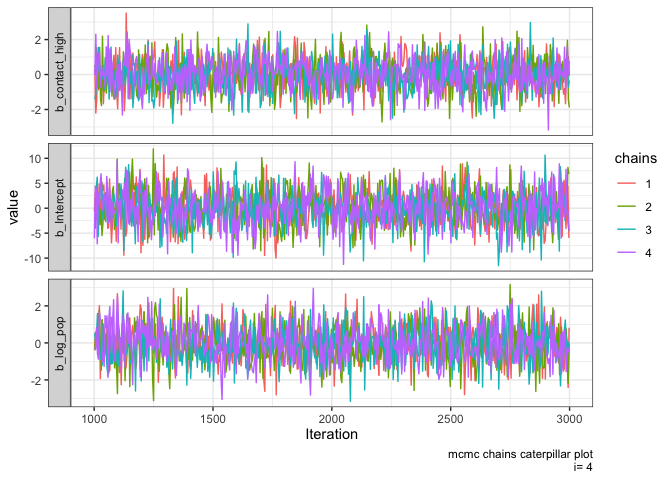 b_contact_high
2
0
-2
b_Intercept
10
5
0
-5
-10
b_log_pop
2
0
-2
value
1000
1500
2000
2500
3000
Iteration
chains
1
2
3
4
mcmc chains caterpillar plot
i= 4